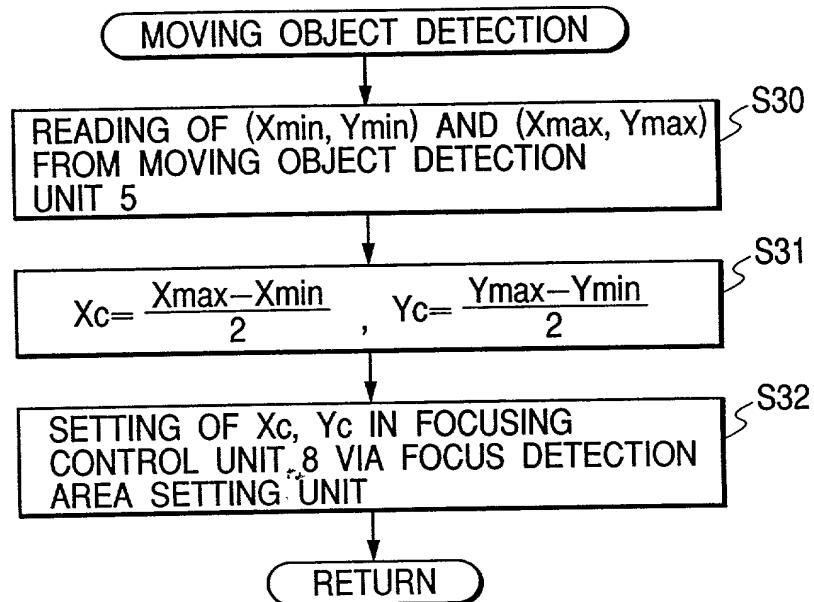 MOVING OBJECT DETECTION
S30
READING OF (Xmin, Ymin) AND (Xmax, Ymax)
FROM MOVING OBJECT DETECTION
UNIT 5
S31
Xc= Xmax−Xmin / 2 , Yc= Ymax−Ymin / 2
S32
SETTING OF Xc, Yc IN FOCUSING
CONTROL UNIT 8 VIA FOCUS DETECTION
AREA SETTING UNIT
RETURN